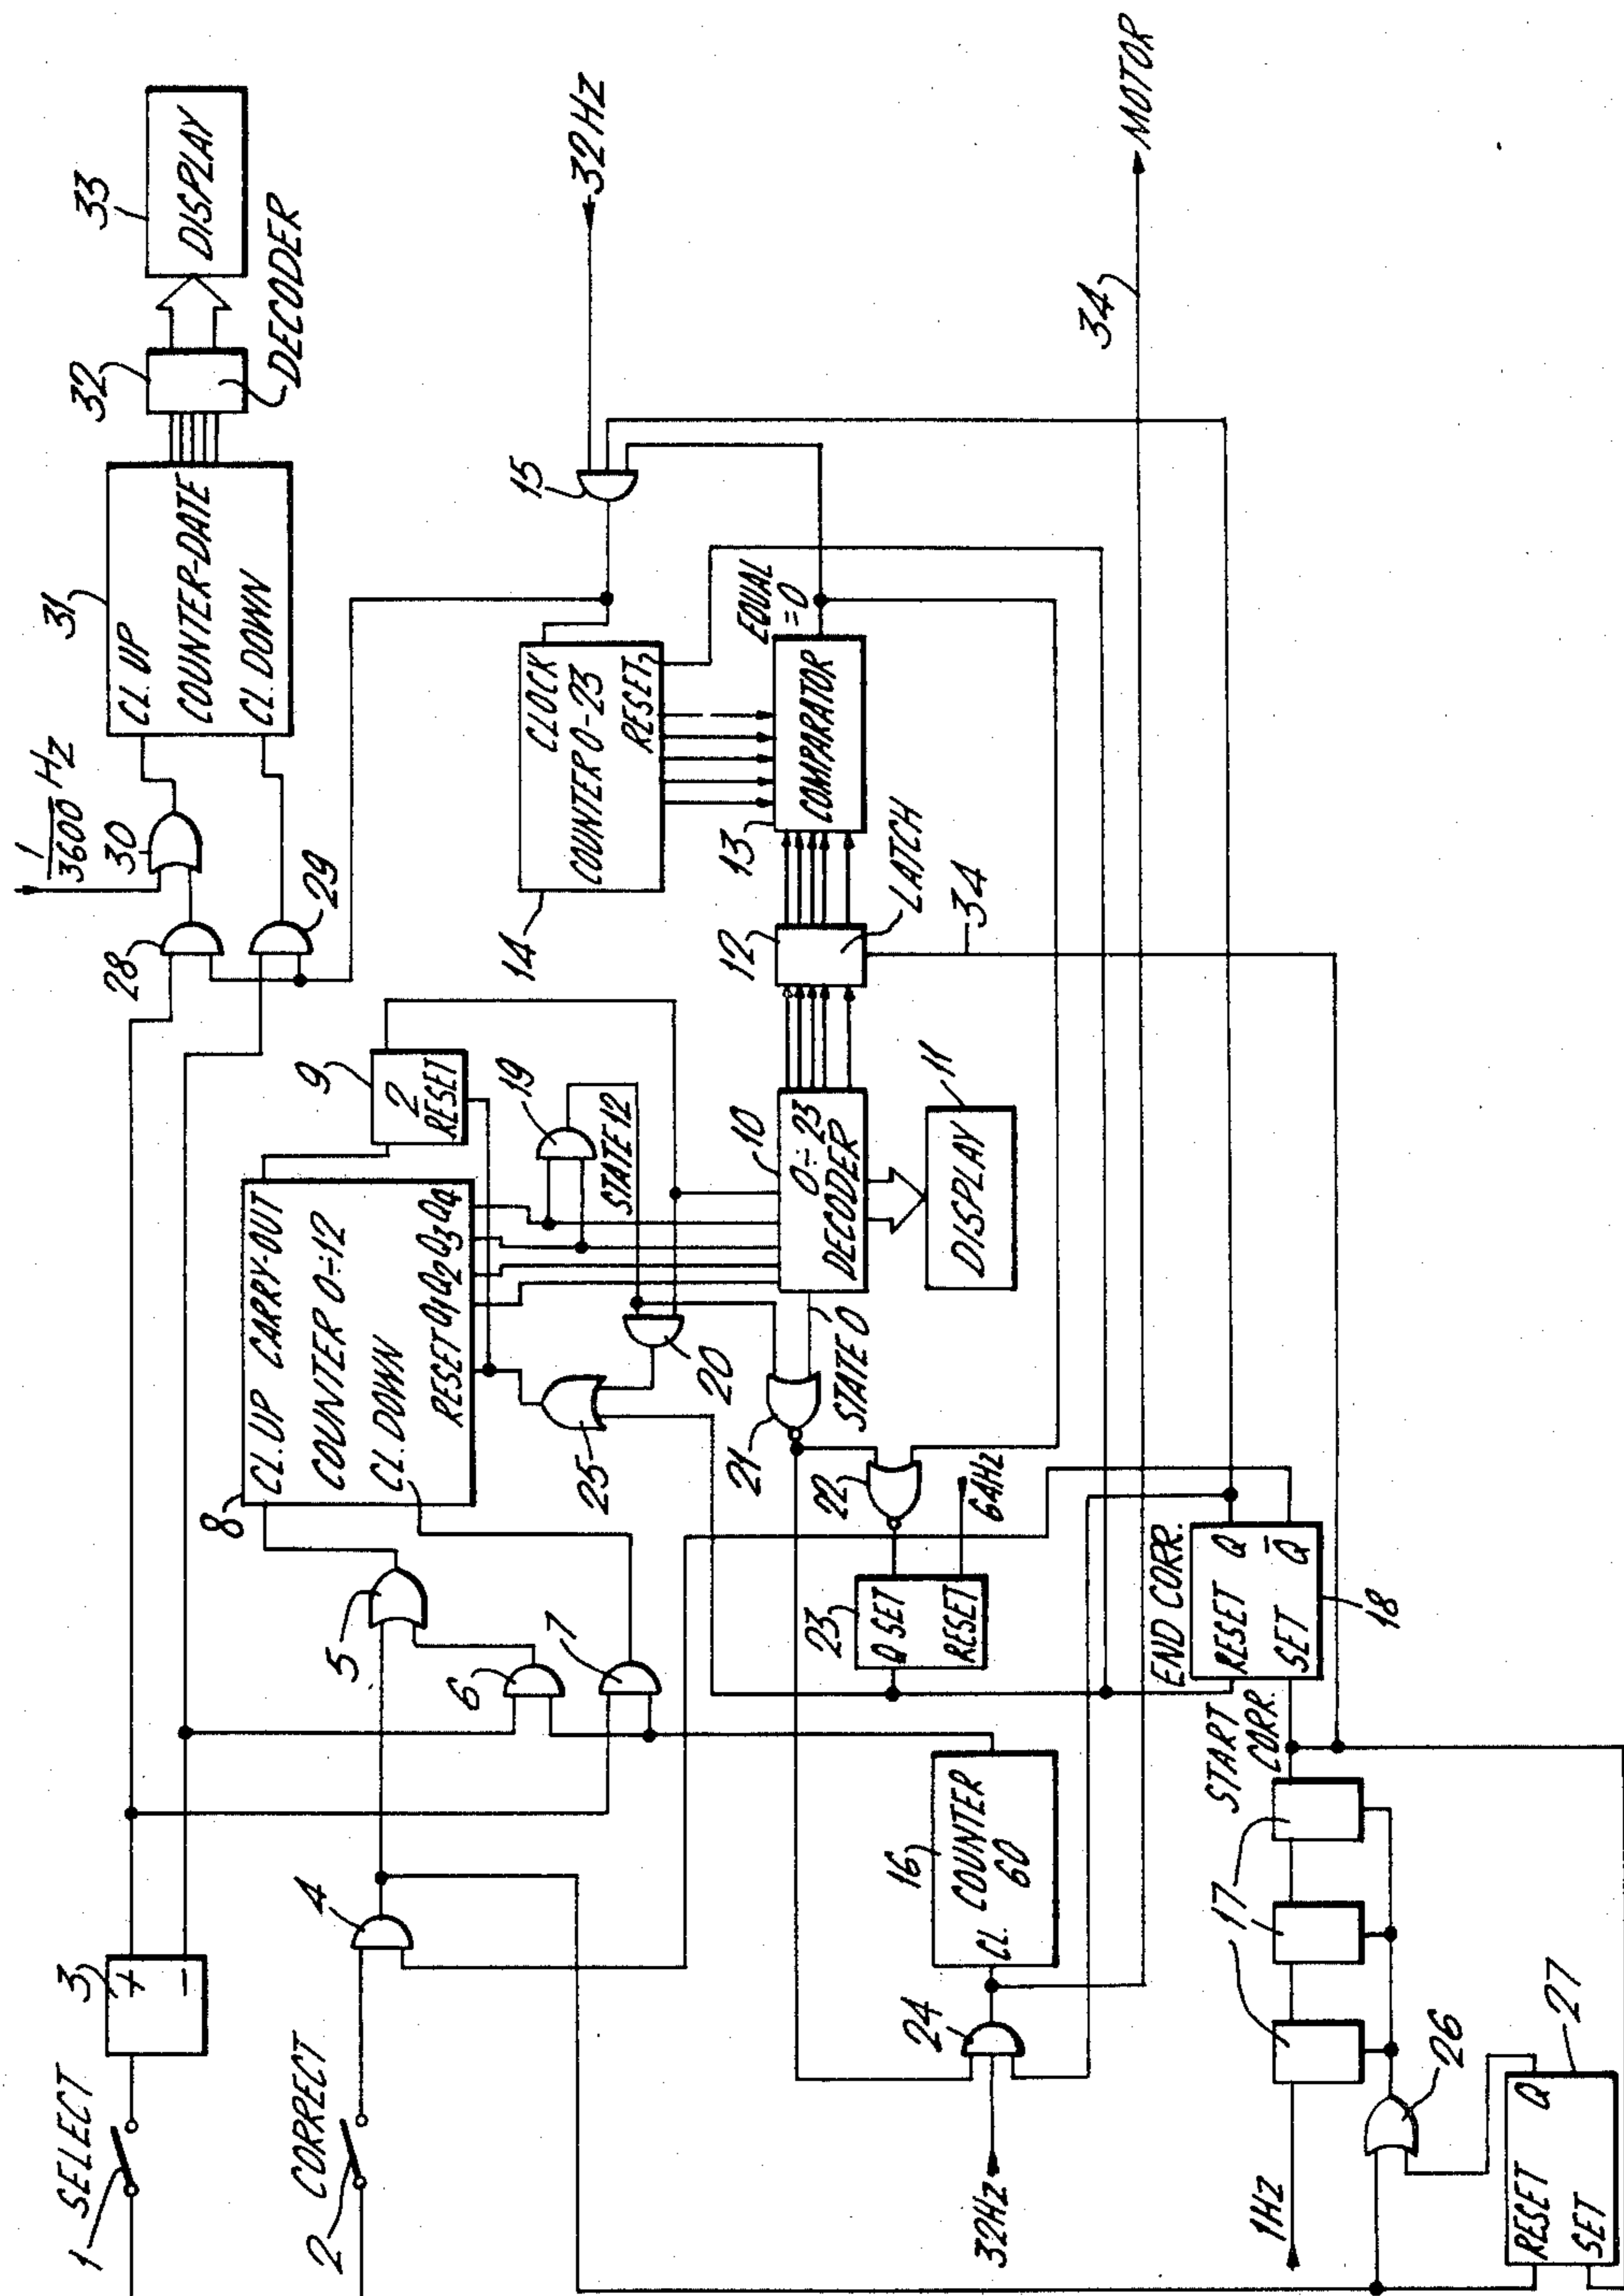 1 SELECT
3
+
−
2 CORRECT
4
5
6
7
8
CL.UP CARRY-OUT
COUNTER 0÷12
CL.DOWN
RESET Q1 Q2 Q3 Q4
9
2
RESET
19
STATE 12
20
25
21
STATE 0
10
0÷23
DECODER
11
DISPLAY
12
LATCH
34
13
COMPARATOR
EQUAL
=0
14
CLOCK
COUNTER 0-23
RESET
15
32HZ
28
29
30
1/3600 HZ
31
CL.UP
COUNTER-DATE
CL.DOWN
32
DECODER
33
DISPLAY
22
64HZ
23
Q SET
RESET
16
COUNTER
60
CL.
24
32HZ
34
MOTOR
END CORR.
RESET Q
SET Q̄
18
START
CORR.
17
1HZ
26
27
RESET Q
SET